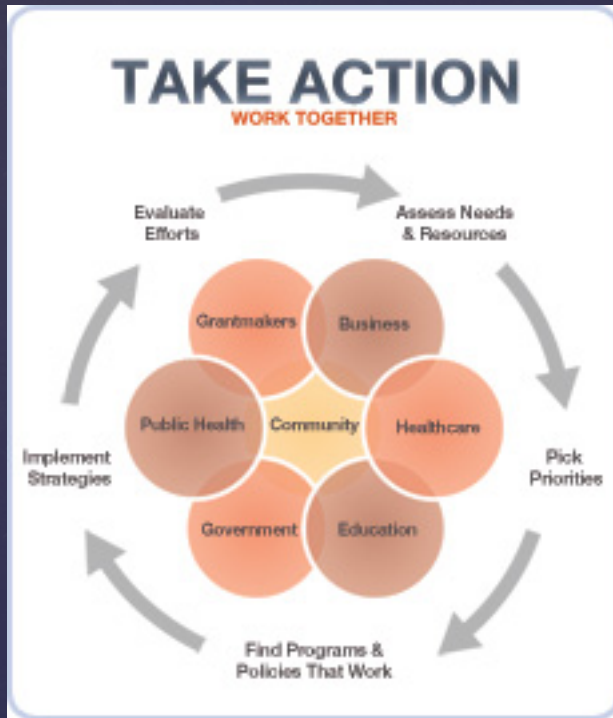 TAKE ACTION
WORK TOGETHER
Evaluate
Efforts
Assess Needs
& Resources
Grantmakers
Business
Public Health
Community
Healthcare
Implement
Strategies
Pick
Priorities
Government
Education
Find Programs &
Policies That Work